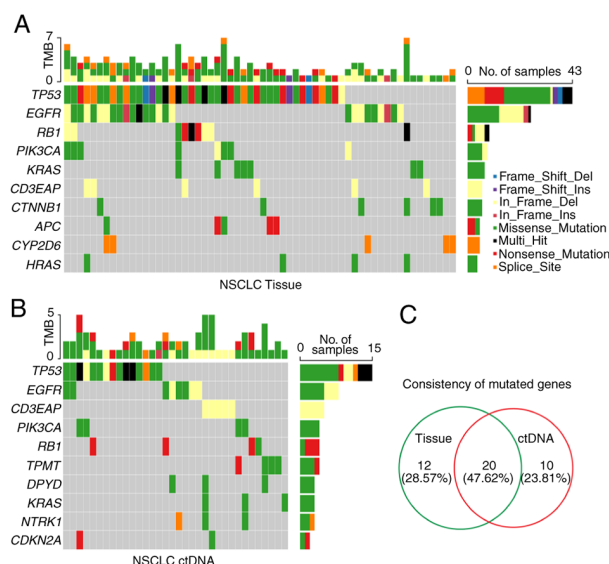 A
7
TMB
0
0 No. of samples 43
TP53
EGFR
RB1
PIK3CA
KRAS
CD3EAP
CTNNB1
APC
CYP2D6
HRAS
Frame_Shift_Del
Frame_Shift_Ins
In_Frame_Del
In_Frame_Ins
Missense_Mutation
Multi_Hit
Nonsense_Mutation
Splice_Site
NSCLC Tissue
B
5
TMB
0
No. of
0 samples 15
TP53
EGFR
CD3EAP
PIK3CA
RB1
TPMT
DPYD
KRAS
NTRK1
CDKN2A
NSCLC ctDNA
C
Consistency of mutated genes
Tissue
ctDNA
12
(28.57%)
20
(47.62%)
10
(23.81%)